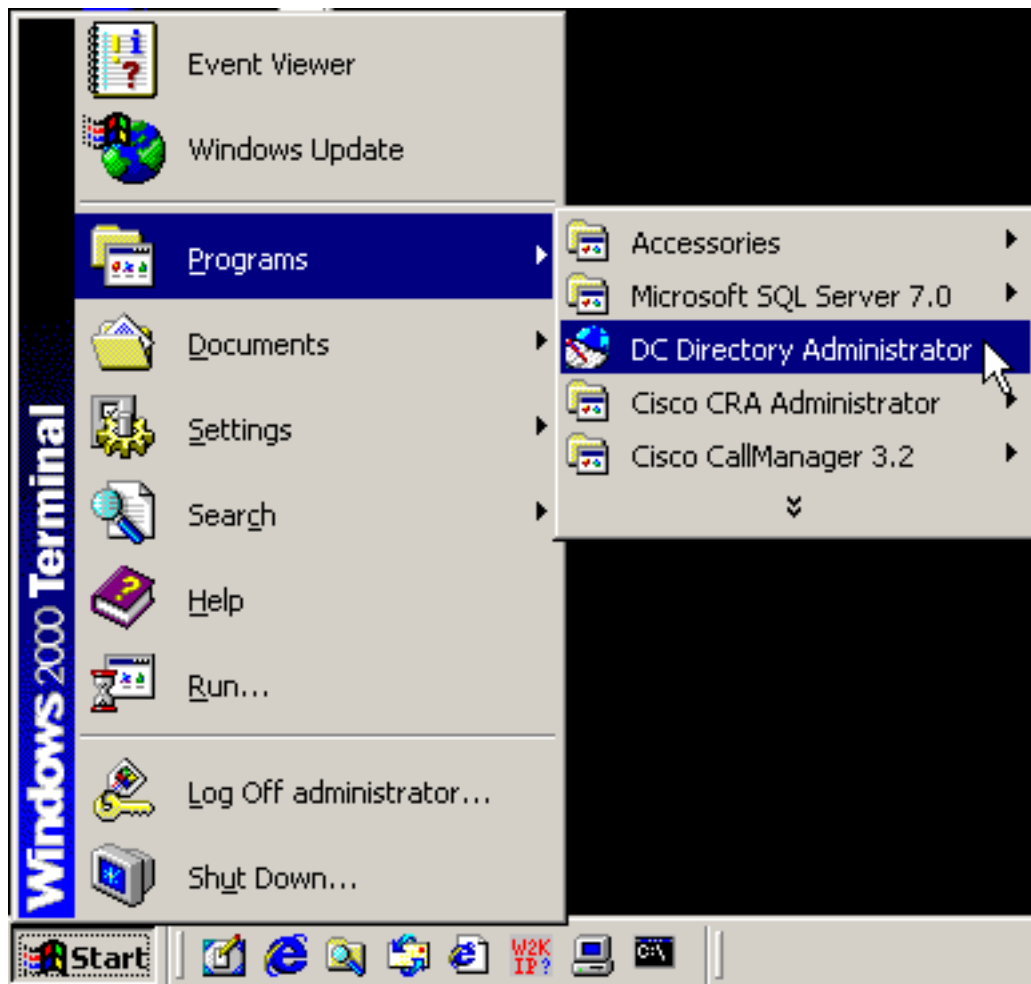 Event Viewer
Windows Update
Programs
Documents
Settings
Search
Help
Run...
Log Off administrator...
Shut Down...
Windows 2000 Terminal
Accessories
Microsoft SQL Server 7.0
DC Directory Administrator
Cisco CRA Administrator
Cisco CallManager 3.2
Start
W2K
IP?
C:\